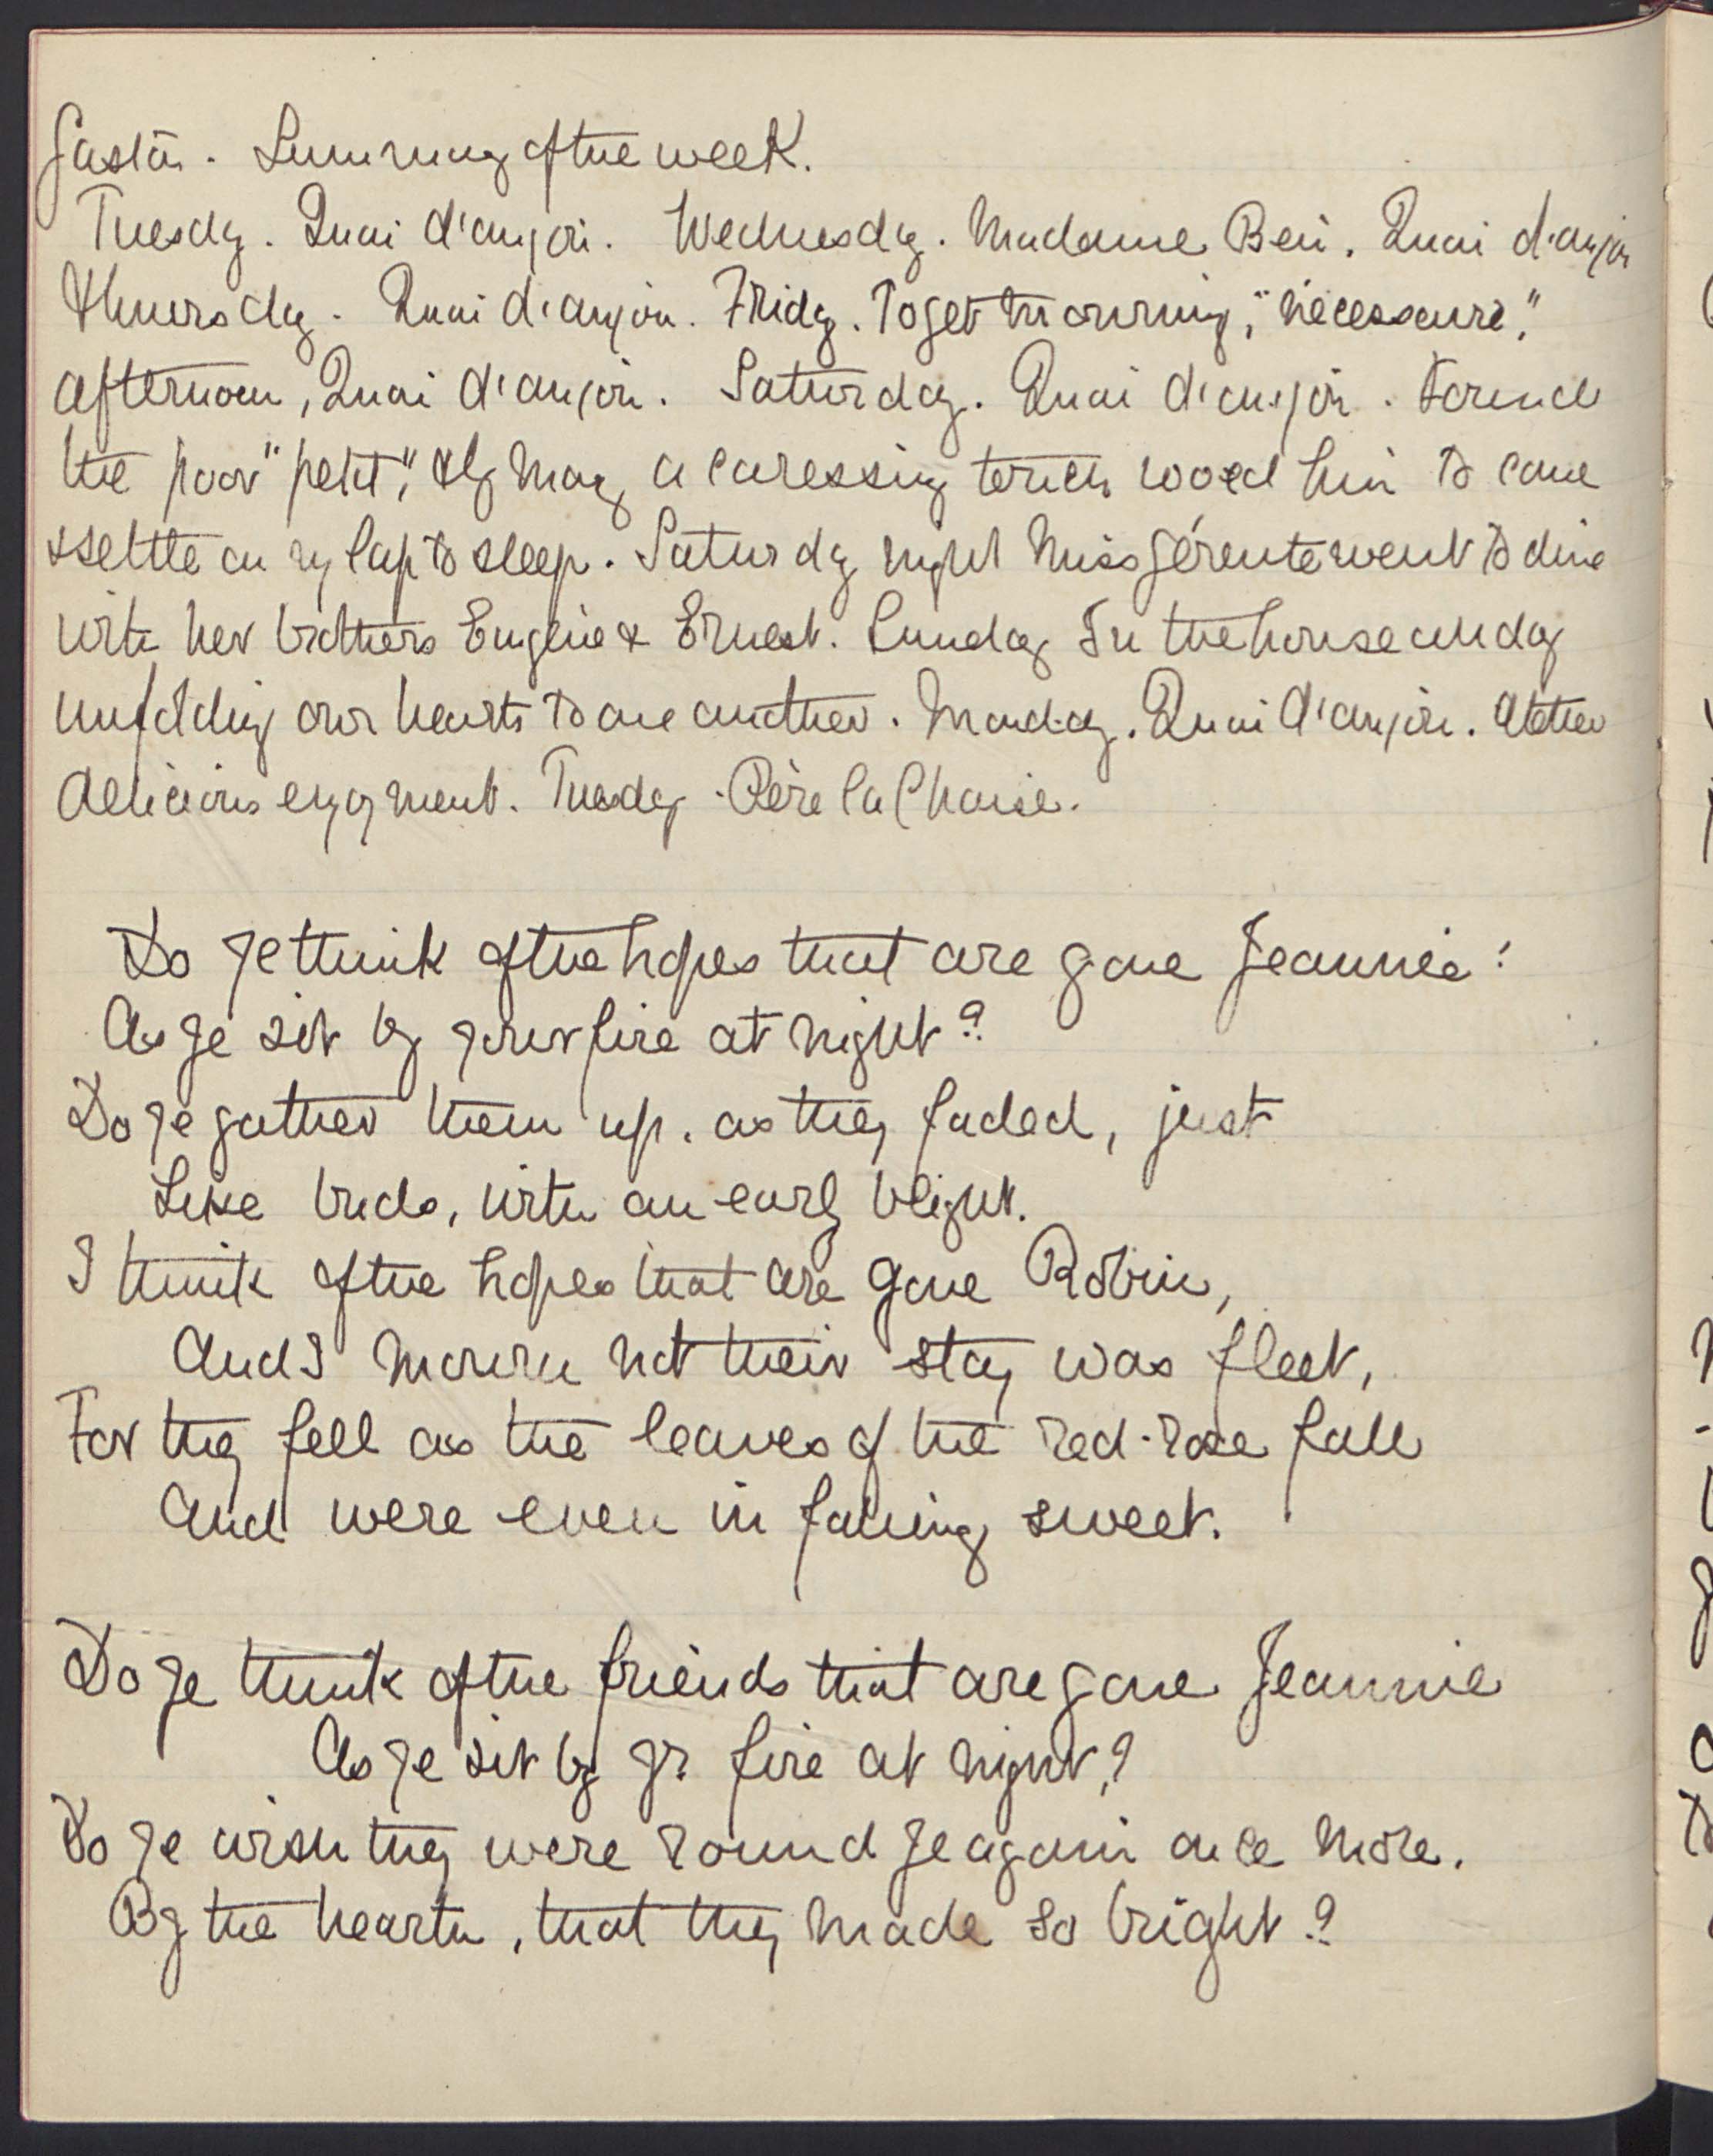 Gaston. Summing of the week.
Tuesday. Quai d'anjou. Wednesday. Madame Beri. Quai d'anjou
Thuersday. Quai d'anjou. Friday. To get mourning, "necessaire,"
afternoon, Quai d'anjou. Saturday. Quai d'anjou. Found
the poor "petit", & by many a caressing touch wooed him to come
& settle on my lap to sleep. Saturday night Miss Gérente went to dine
with her brothers Eugène & Ernest. Sunday In the house all day
unfolding our hearts to one another. Monday. Quai d'anjou.
delicious enjoyment. Tuesday. Père la Chaise.
Do ye think of the hopes that are gone Jeannie!
As ye sit by your fire at night?
Do ye gather them up. as they faded, just
Like buds, with an early blight.
I think of the hopes that are gone Robin,
And I mourn not their stay was fleet,
For they fell as the leaves of the red-rose fall
And were even in falling sweet.
Do ye think of the friends that are gone Jeannie
As ye sit by yr fire at night,?
Do ye wish they were round ye again once more.
By the hearth, that they made so bright?